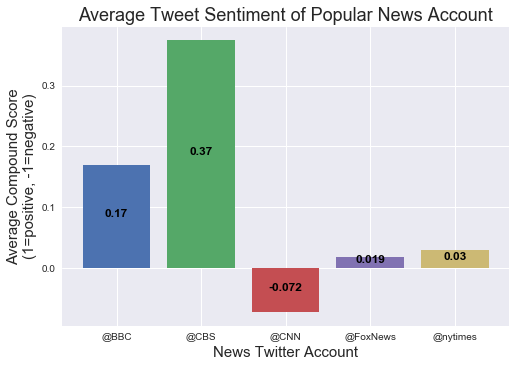 Average Tweet Sentiment of Popular News Account
Average Compound Score
(1=positive, -1=negative)
0.3
0.2
0.1
0.0
0.17
0.37
-0.072
0.019
0.03
@BBC
@CBS
@CNN
@FoxNews
@nytimes
News Twitter Account